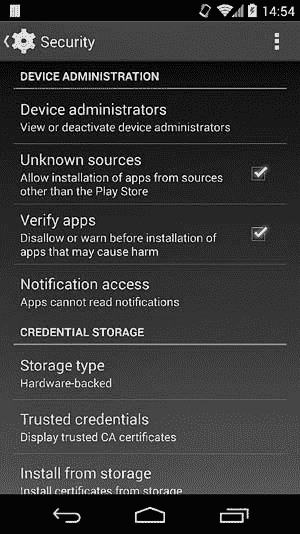 14:54
Security
DEVICE ADMINISTRATION
Device administrators
View or deactivate device administrators
Unknown sources
Allow installation of apps from sources
other than the Play Store
Verify apps
Disallow or warn before installation of
apps that may cause harm
Notification access
Apps cannot read notifications
CREDENTIAL STORAGE
Storage type
Hardware-backed
Trusted credentials
Display trusted CA certificates
Install from storage
Install certificates from storage